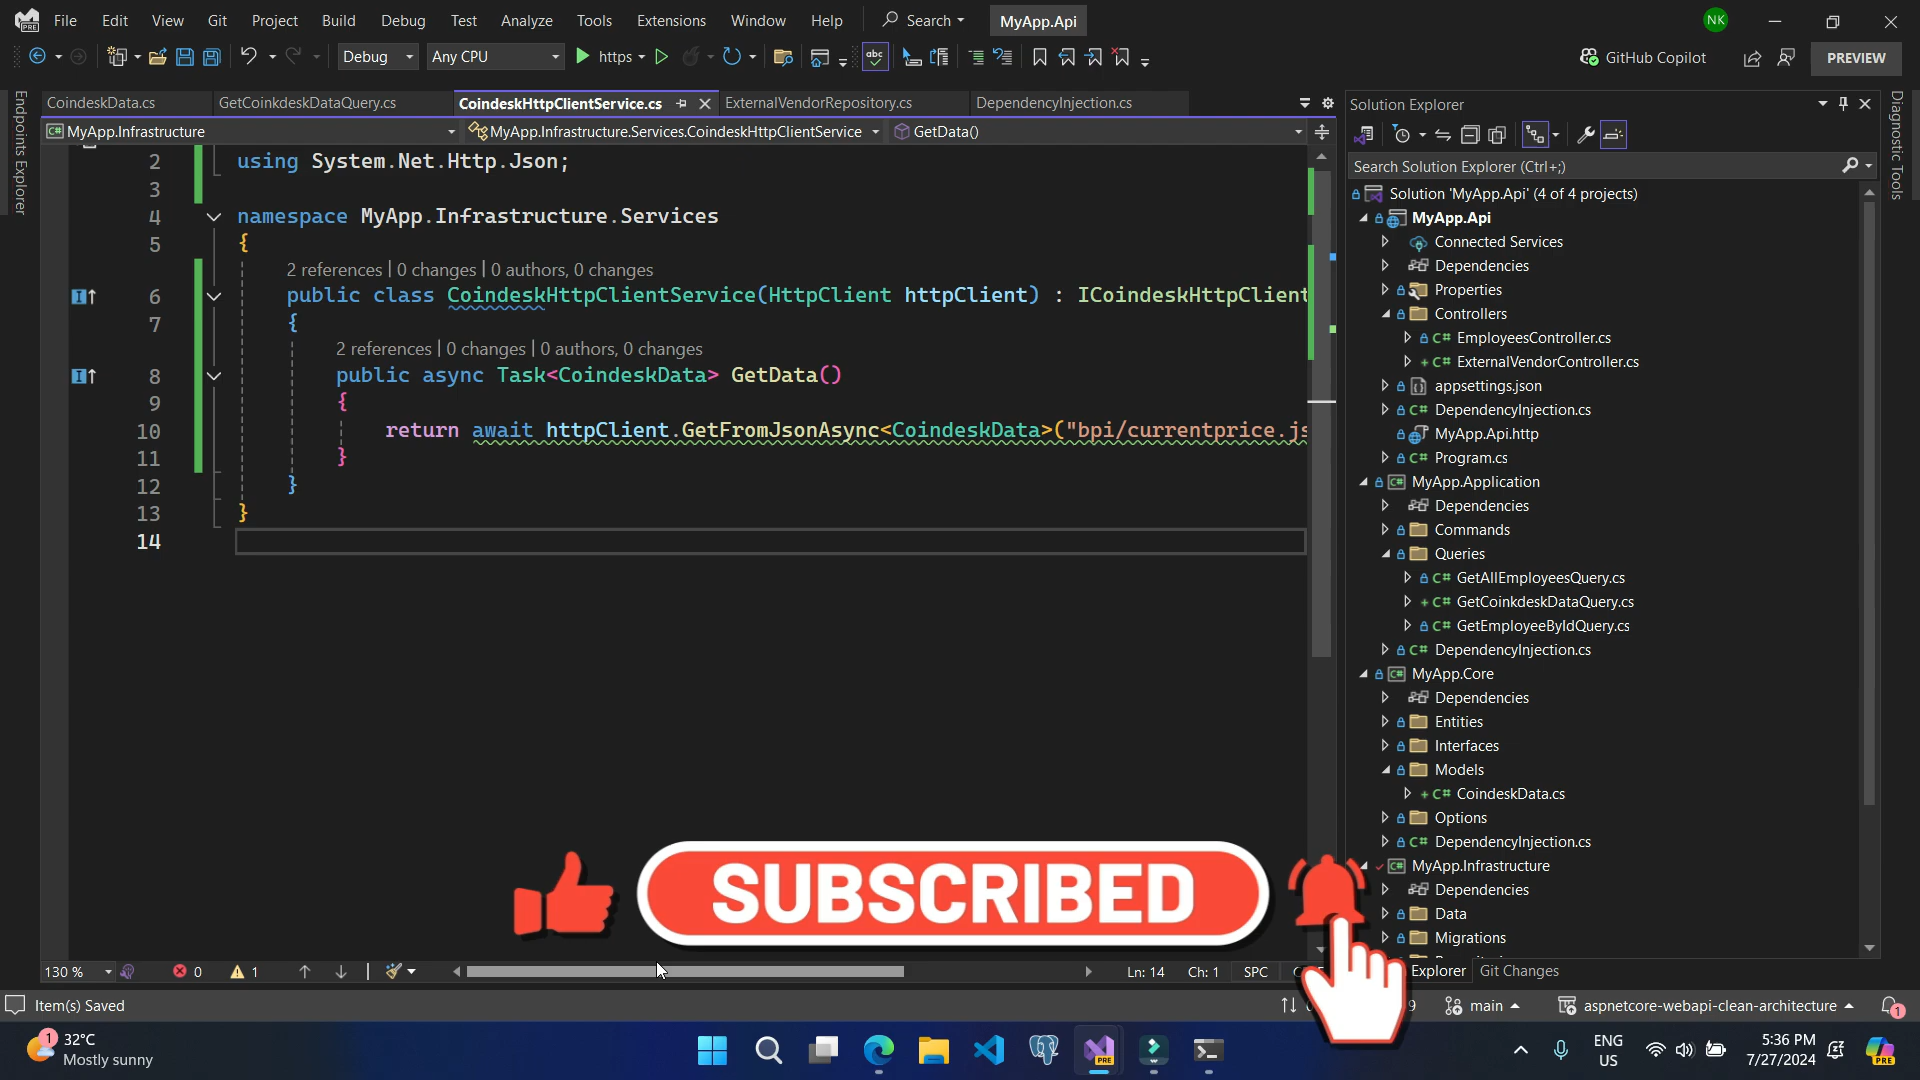 File Edit View Git Project Build Debug Test Analyze Tools Extensions Window Help Search MyApp.Api NK
Debug Any CPU https GitHub Copilot PREVIEW
CoindeskData.cs GetCoinkdeskDataQuery.cs CoindeskHttpClientService.cs ExternalVendorRepository.cs DependencyInjection.cs
MyApp.Infrastructure MyApp.Infrastructure.Services.CoindeskHttpClientService GetData()
Endpoints Explorer
2 using System.Net.Http.Json;
3
4 namespace MyApp.Infrastructure.Services
5 {
2 references | 0 changes | 0 authors, 0 changes
6 public class CoindeskHttpClientService(HttpClient httpClient) : ICoindeskHttpClient
7 {
2 references | 0 changes | 0 authors, 0 changes
8 public async Task<CoindeskData> GetData()
9 {
10 return await httpClient.GetFromJsonAsync<CoindeskData>("bpi/currentprice.js
11 }
12 }
13 }
14
Solution Explorer
Search Solution Explorer (Ctrl+;)
Solution 'MyApp.Api' (4 of 4 projects)
MyApp.Api
Connected Services
Dependencies
Properties
Controllers
EmployeesController.cs
ExternalVendorController.cs
appsettings.json
DependencyInjection.cs
MyApp.Api.http
Program.cs
MyApp.Application
Dependencies
Commands
Queries
GetAllEmployeesQuery.cs
GetCoinkdeskDataQuery.cs
GetEmployeeByIdQuery.cs
DependencyInjection.cs
MyApp.Core
Dependencies
Entities
Interfaces
Models
CoindeskData.cs
Options
DependencyInjection.cs
MyApp.Infrastructure
Dependencies
Data
Migrations
Diagnostic Tools
SUBSCRIBED
130 % 0 1 Ln: 14 Ch: 1 SPC
Explorer Git Changes
Item(s) Saved main aspnetcore-webapi-clean-architecture 1
1 32°C
Mostly sunny
ENG
US
5:36 PM
7/27/2024